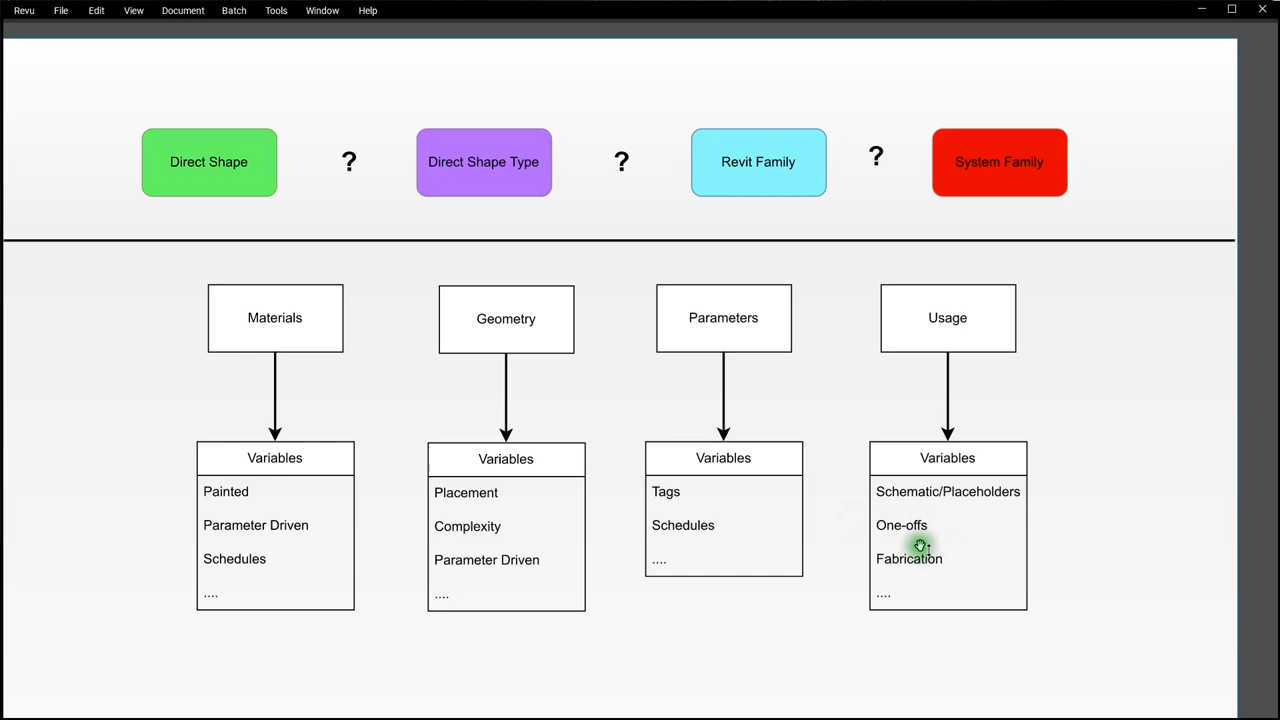 Revu File Edit View Document Batch Tools Window Help
Direct Shape ? Direct Shape Type ? Revit Family ? System Family
Materials Geometry Parameters Usage
Variables
Painted
Parameter Driven
Schedules
....
Variables
Placement
Complexity
Parameter Driven
....
Variables
Tags
Schedules
....
Variables
Schematic/Placeholders
One-offs
Fabrication
....